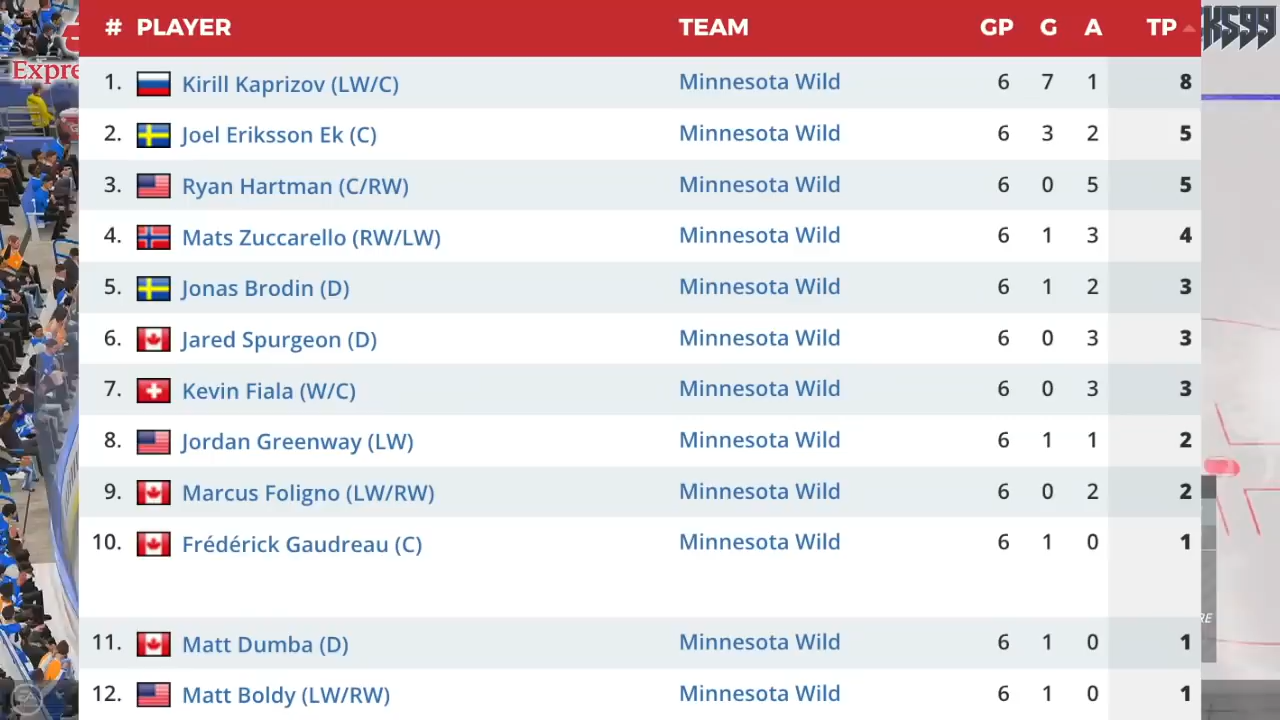 # PLAYER TEAM GP G A TP
1. Kirill Kaprizov (LW/C) Minnesota Wild 6 7 1 8
2. Joel Eriksson Ek (C) Minnesota Wild 6 3 2 5
3. Ryan Hartman (C/RW) Minnesota Wild 6 0 5 5
4. Mats Zuccarello (RW/LW) Minnesota Wild 6 1 3 4
5. Jonas Brodin (D) Minnesota Wild 6 1 2 3
6. Jared Spurgeon (D) Minnesota Wild 6 0 3 3
7. Kevin Fiala (W/C) Minnesota Wild 6 0 3 3
8. Jordan Greenway (LW) Minnesota Wild 6 1 1 2
9. Marcus Foligno (LW/RW) Minnesota Wild 6 0 2 2
10. Frédérick Gaudreau (C) Minnesota Wild 6 1 0 1
11. Matt Dumba (D) Minnesota Wild 6 1 0 1
12. Matt Boldy (LW/RW) Minnesota Wild 6 1 0 1
Expre
KS99
RE
EA